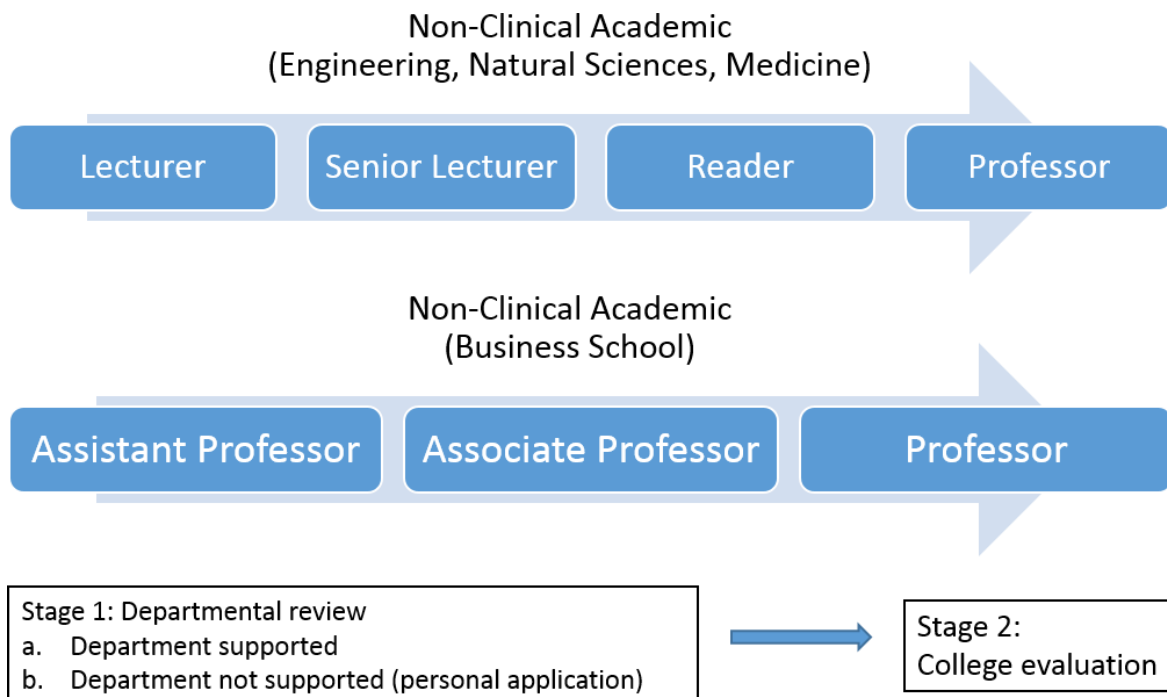 Non-Clinical Academic
(Engineering, Natural Sciences, Medicine)
Lecturer
Senior Lecturer
Reader
Professor
Non-Clinical Academic
(Business School)
Assistant Professor
Associate Professor
Professor
Stage 1: Departmental review
a. Department supported
b. Department not supported (personal application)
Stage 2:
College evaluation